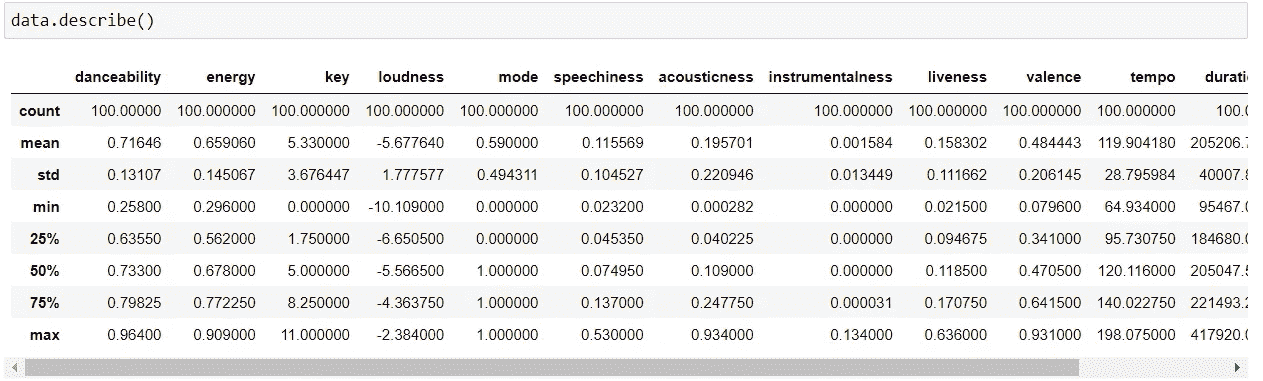 data.describe()
danceability energy key loudness mode speechiness acousticness instrumentalness liveness valence tempo durati
count 100.00000 100.000000 100.000000 100.000000 100.000000 100.000000 100.000000 100.000000 100.000000 100.000000 100.000000 100.0
mean 0.71646 0.659060 5.330000 -5.677640 0.590000 0.115569 0.195701 0.001584 0.158302 0.484443 119.904180 205206.7
std 0.13107 0.145067 3.676447 1.777577 0.494311 0.104527 0.220946 0.013449 0.111662 0.206145 28.795984 40007.8
min 0.25800 0.296000 0.000000 -10.109000 0.000000 0.023200 0.000282 0.000000 0.021500 0.079600 64.934000 95467.0
25% 0.63550 0.562000 1.750000 -6.650500 0.000000 0.045350 0.040225 0.000000 0.094675 0.341000 95.730750 184680.0
50% 0.73300 0.678000 5.000000 -5.566500 1.000000 0.074950 0.109000 0.000000 0.118500 0.470500 120.116000 205047.5
75% 0.79825 0.772250 8.250000 -4.363750 1.000000 0.137000 0.247750 0.000031 0.170750 0.641500 140.022750 221493.2
max 0.96400 0.909000 11.000000 -2.384000 1.000000 0.530000 0.934000 0.134000 0.636000 0.931000 198.075000 417920.0